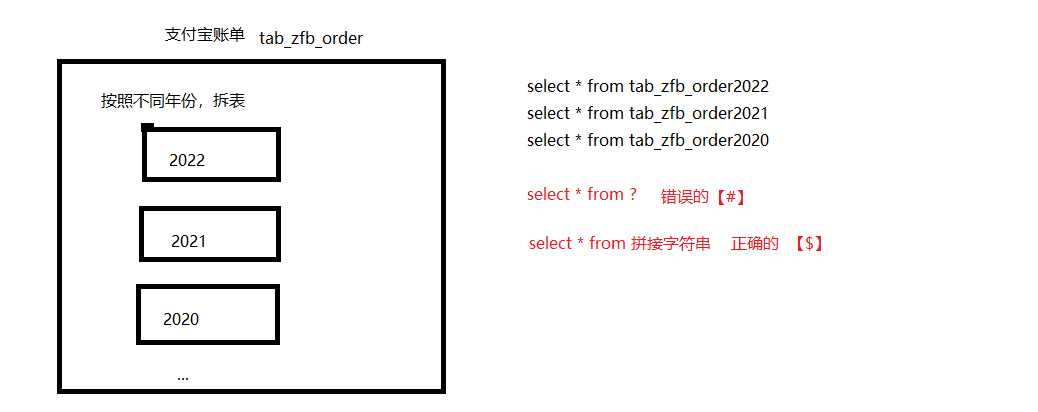 支付宝账单 tab_zfb_order
按照不同年份，拆表
2022
2021
2020
...
select * from tab_zfb_order2022
select * from tab_zfb_order2021
select * from tab_zfb_order2020
select * from ? 错误的【#】
select * from 拼接字符串 正确的 【$】